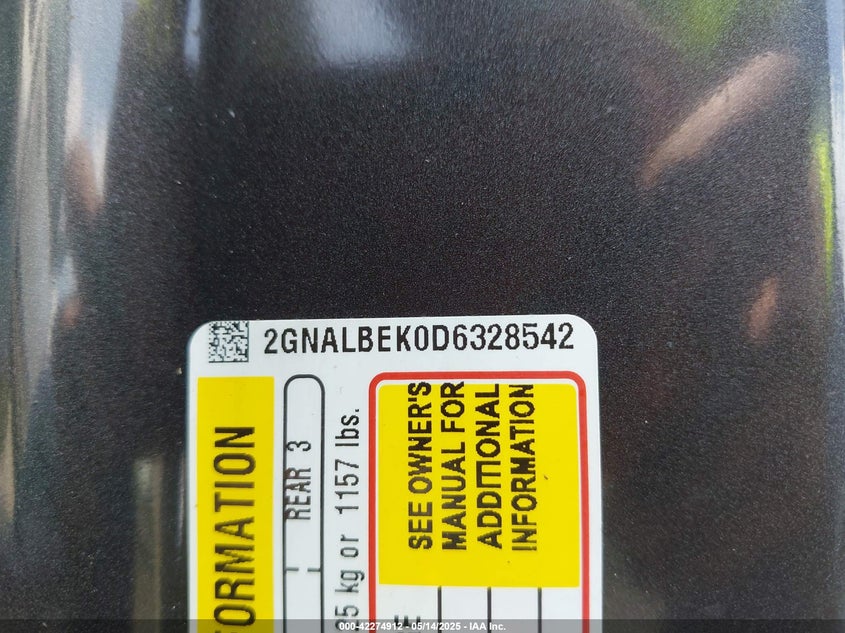 2GNALBEK0D6328542
ORMATION
REAR 3
5 kg or 1157 lbs.
SEE OWNER'S
MANUAL FOR
ADDITIONAL
INFORMATION
E
000-42274912 - 05/14/2025 - IAA Inc.